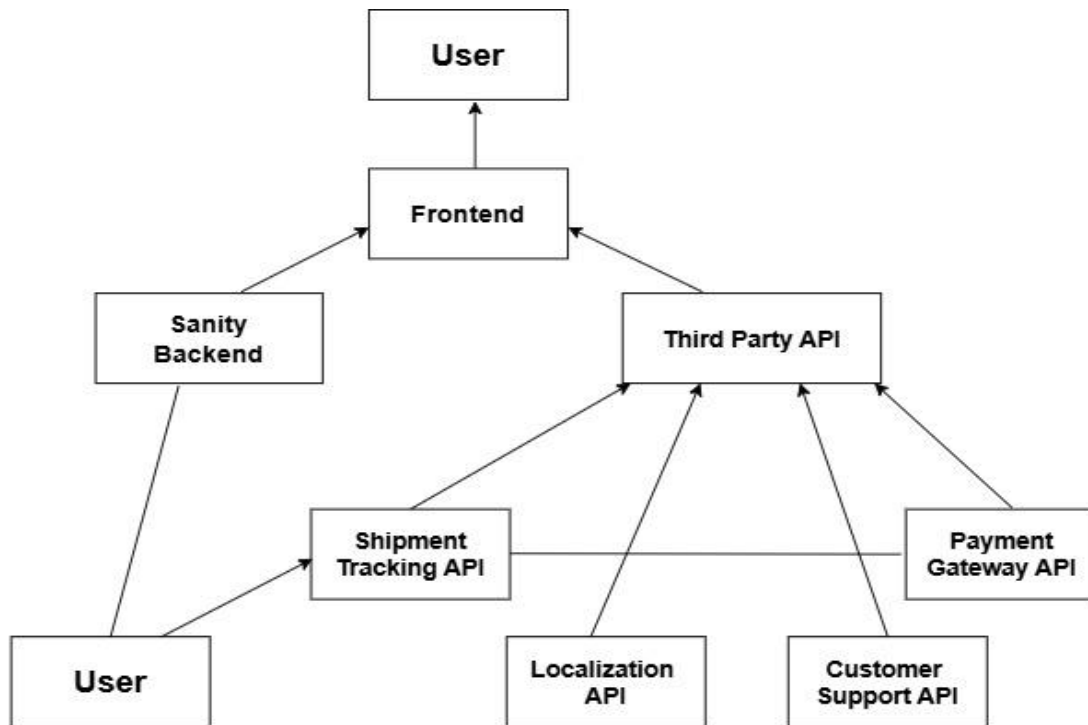 User
Frontend
Sanity
Backend
Third Party API
Shipment
Tracking API
Payment
Gateway API
User
Localization
API
Customer
Support API